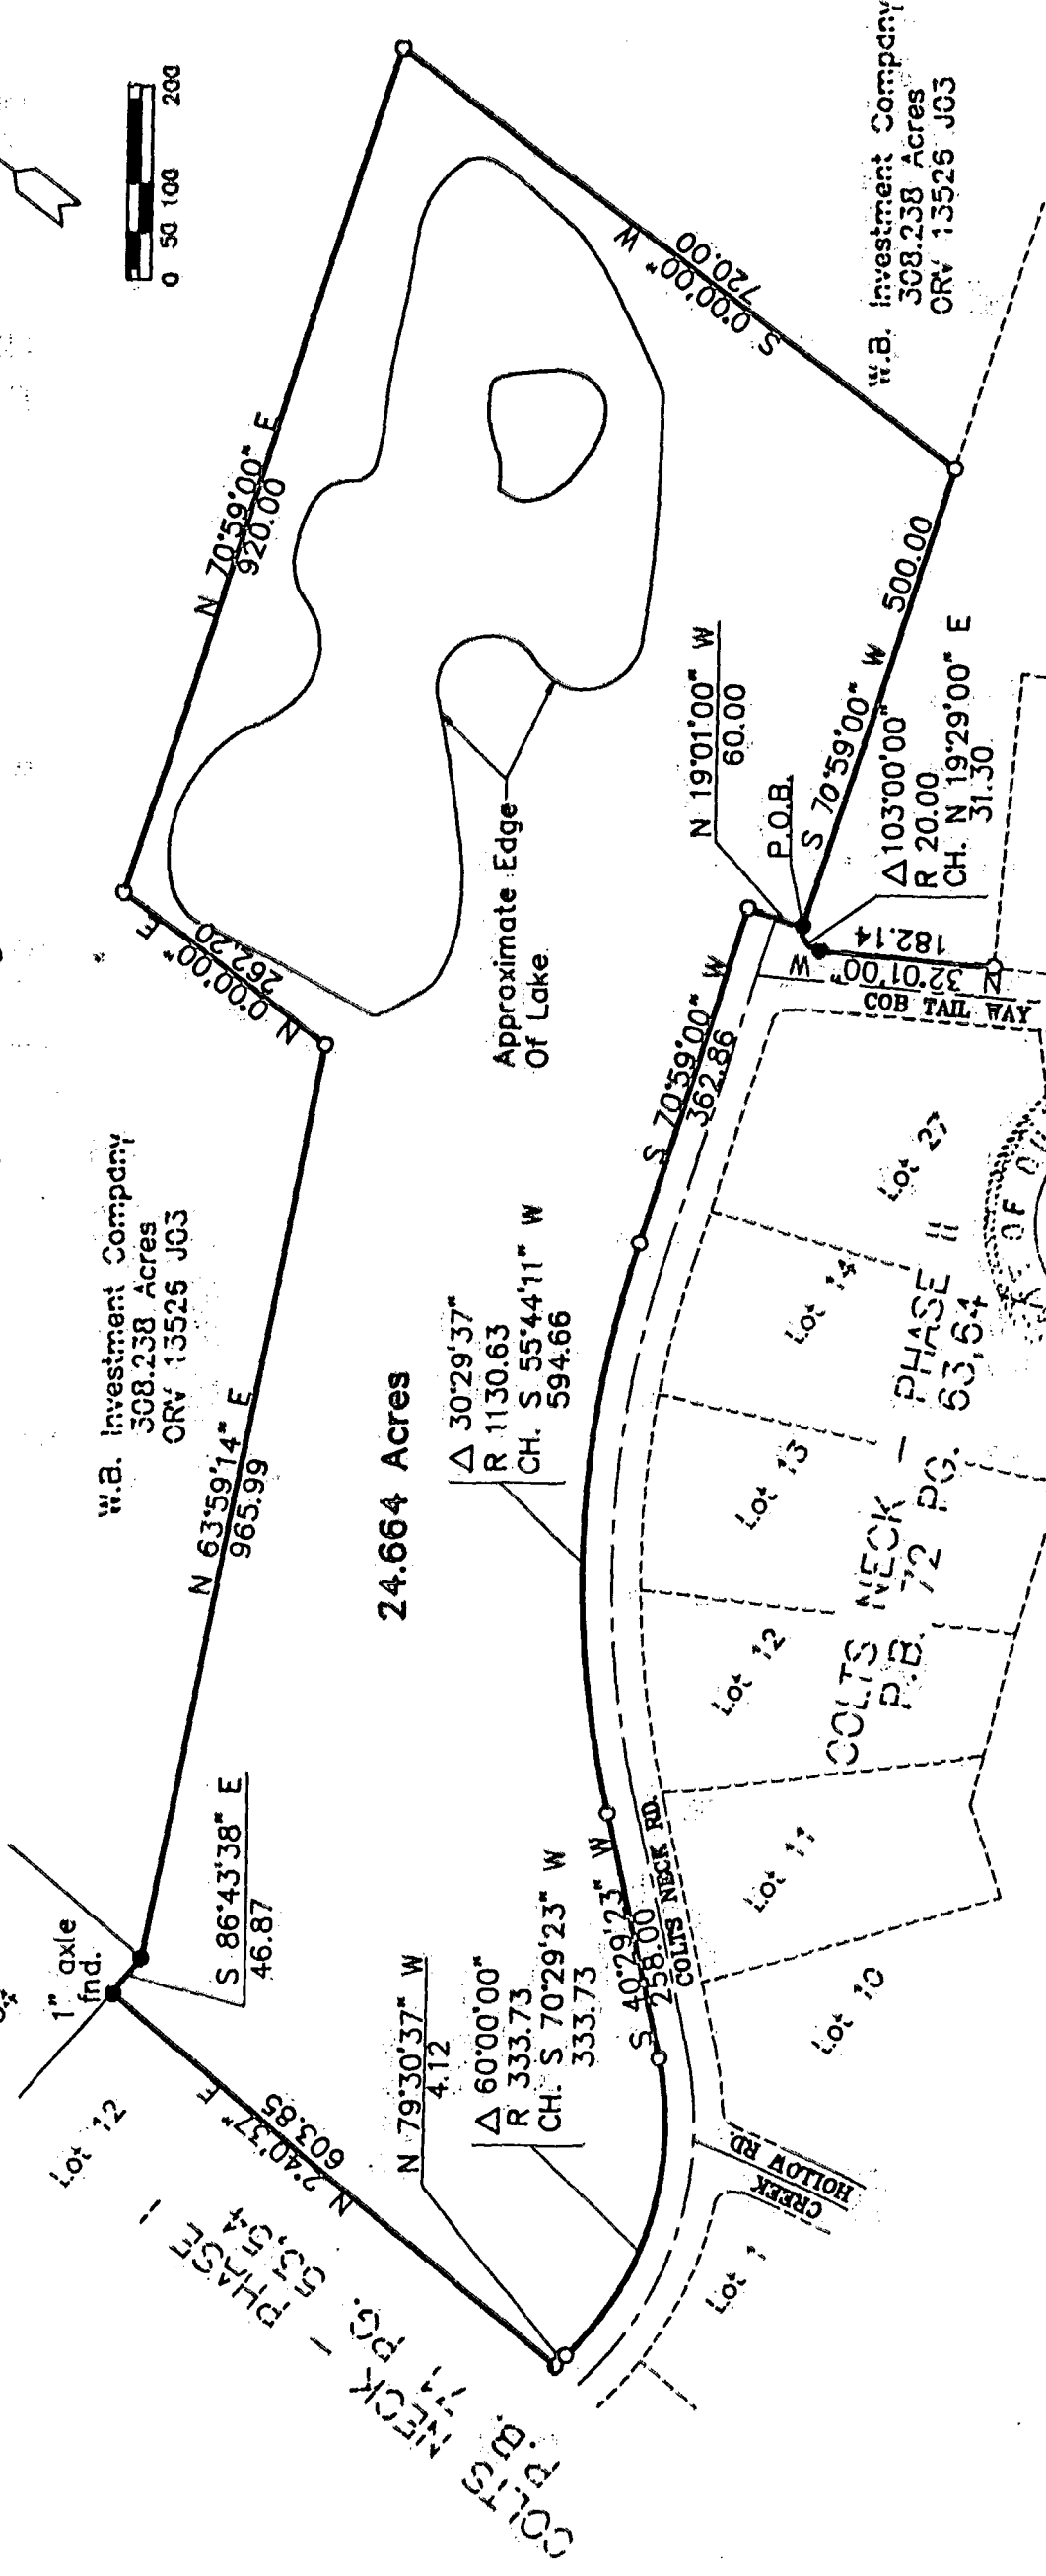 0 50 100 200
N 70°59'00" E
920.00
S 0°00'00" W
720.00
W.B. Investment Company
308.238 Acres
ORV 13526 J03
N 0°00'00" E
262.20
Approximate Edge
Of Lake
N 19°01'00" W
60.00
P.O.B.
S 70°59'00" W 500.00
Δ103°00'00"
R 20.00
CH. N 19°29'00" E
31.30
N 32°01'00" W
182.14
COB TAIL WAY
S 70°59'00" W
362.86
W.B. Investment Company
308.238 Acres
ORV 13526 J03
N 63°59'14" E
965.99
24.664 Acres
Δ 30°29'37"
R 1130.63
CH. S 55°44'11" W
594.66
Lot 27
Lot 14
Lot 13
Lot 12
Lot 11
Lot 10
Lot 1
COLTS NECK - PHASE II
P.B. 72 PG. 63,64
1" axle
fnd.
S 86°43'38" E
46.87
Lot 12
N 2°40'37" E
603.85
N 79°30'37" W
4.12
Δ 60°00'00"
R 333.73
CH. S 70°29'23" W
333.73
S 40°29'23" W
258.00
COLTS NECK RD.
CREEK
HOLLOW RD.
COLTS NECK - PHASE I
P.B. 71 PG. 53,54